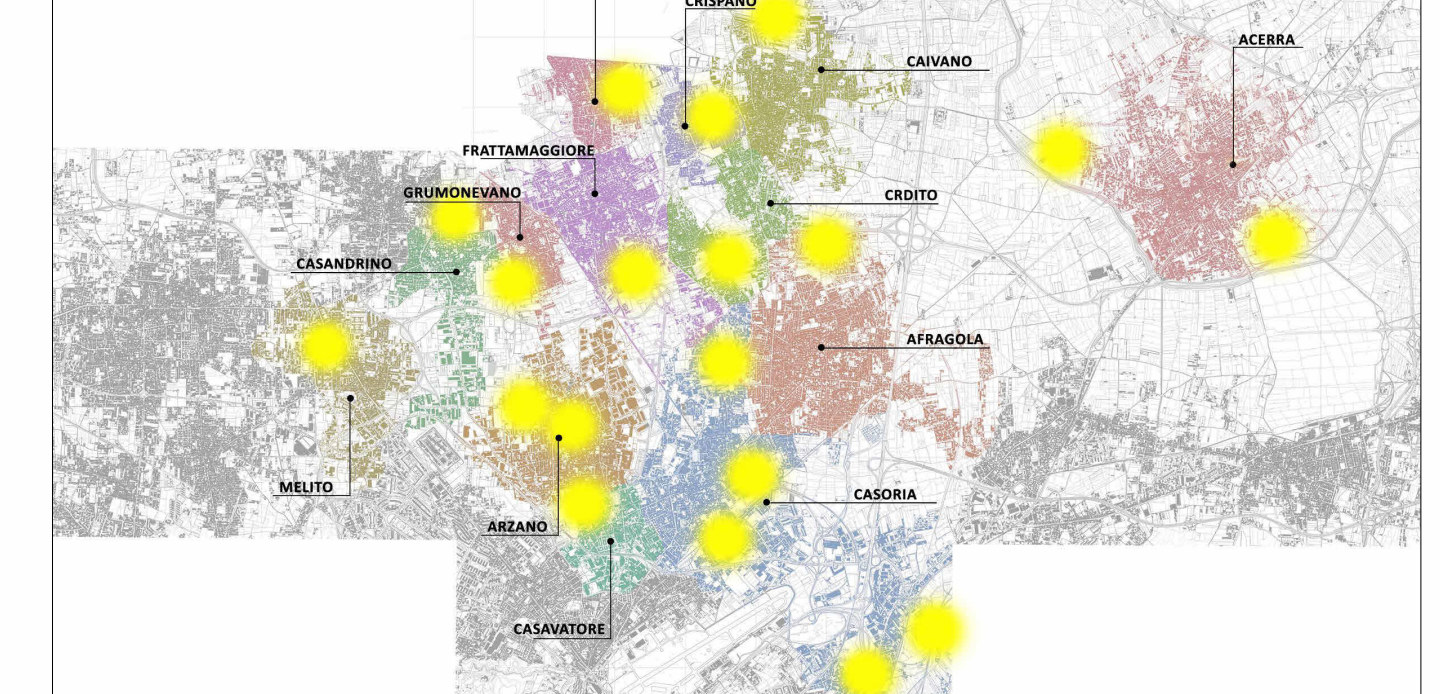 CRISPANO
ACERRA
CAIVANO
FRATTAMAGGIORE
GRUMONEVANO
CRDITO
CASANDRINO
AFRAGOLA
MELITO
CASORIA
ARZANO
CASAVATORE